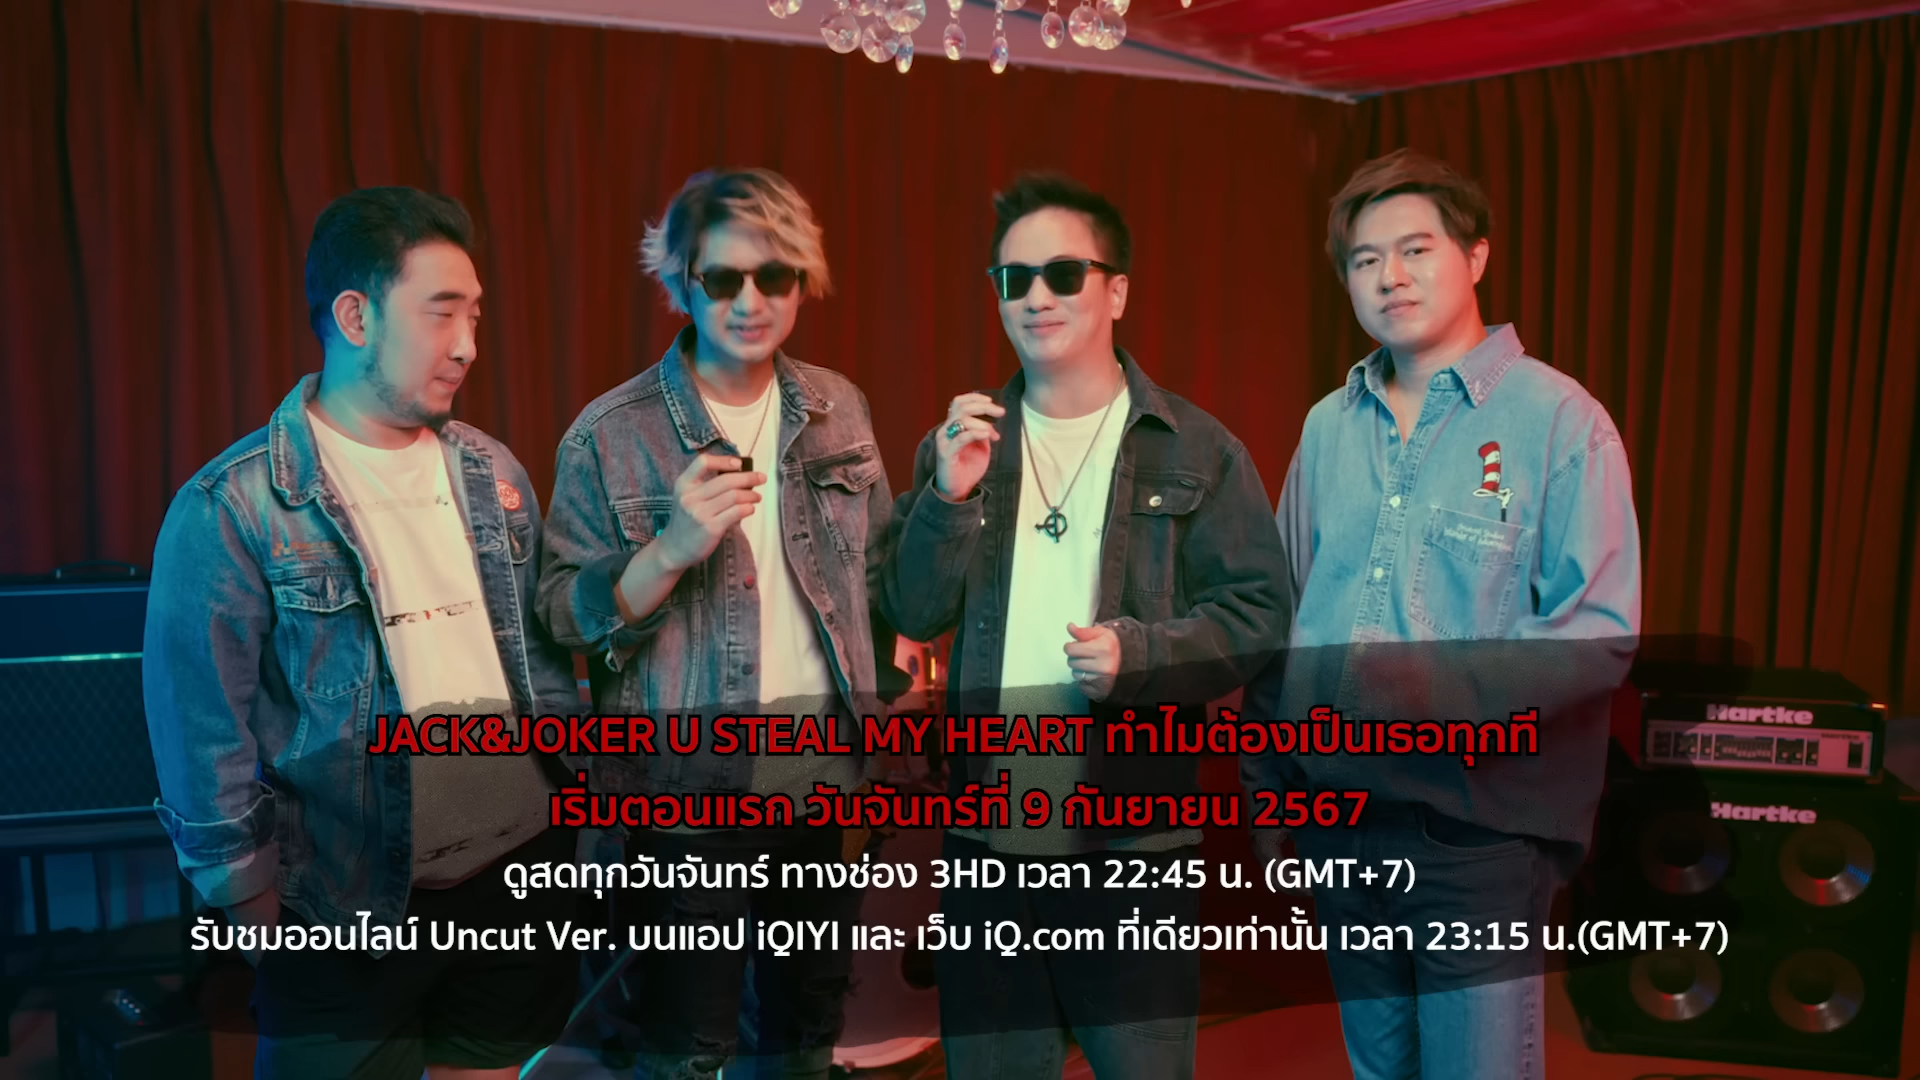 JACK&JOKER U STEAL MY HEART ทำไมต้องเป็นเธอทุกที
เริ่มตอนแรก วันจันทร์ที่ 9 กันยายน 2567
ดูสดทุกวันจันทร์ ทางช่อง 3HD เวลา 22:45 น. (GMT+7)
รับชมออนไลน์ Uncut Ver. บนแอป iQIYI และ เว็บ iQ.com ที่เดียวเท่านั้น เวลา 23:15 น.(GMT+7)
Hartke
Hartke